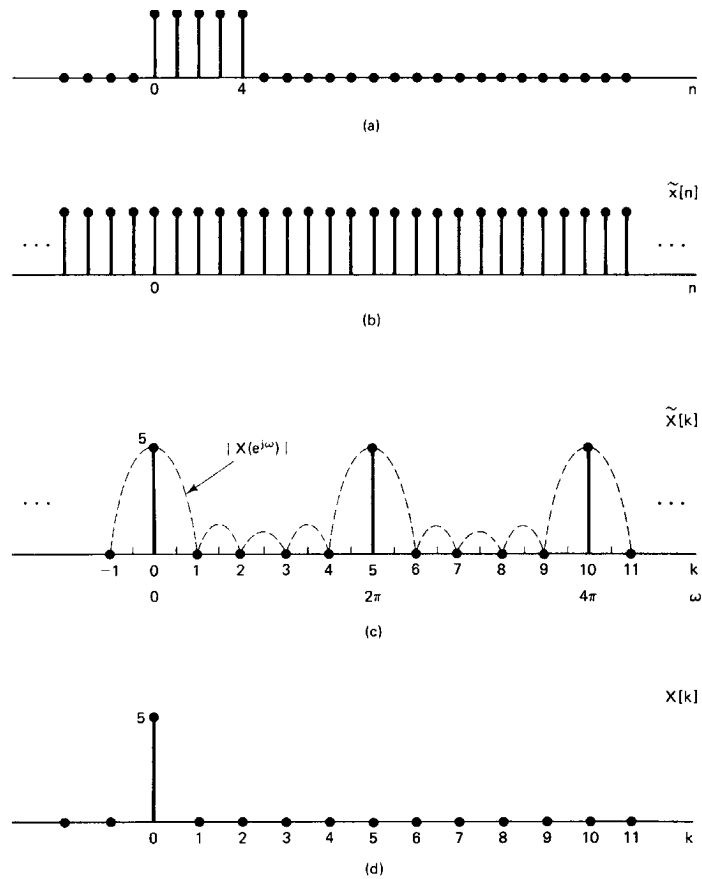 0 4 n
(a)
x̃[n]
· · · · · ·
0 n
(b)
X̃[k]
5 | X(e^{jω}) |
· · · · · ·
−1 0 1 2 3 4 5 6 7 8 9 10 11 k
0 2π 4π ω
(c)
X[k]
5
0 1 2 3 4 5 6 7 8 9 10 11 k
(d)